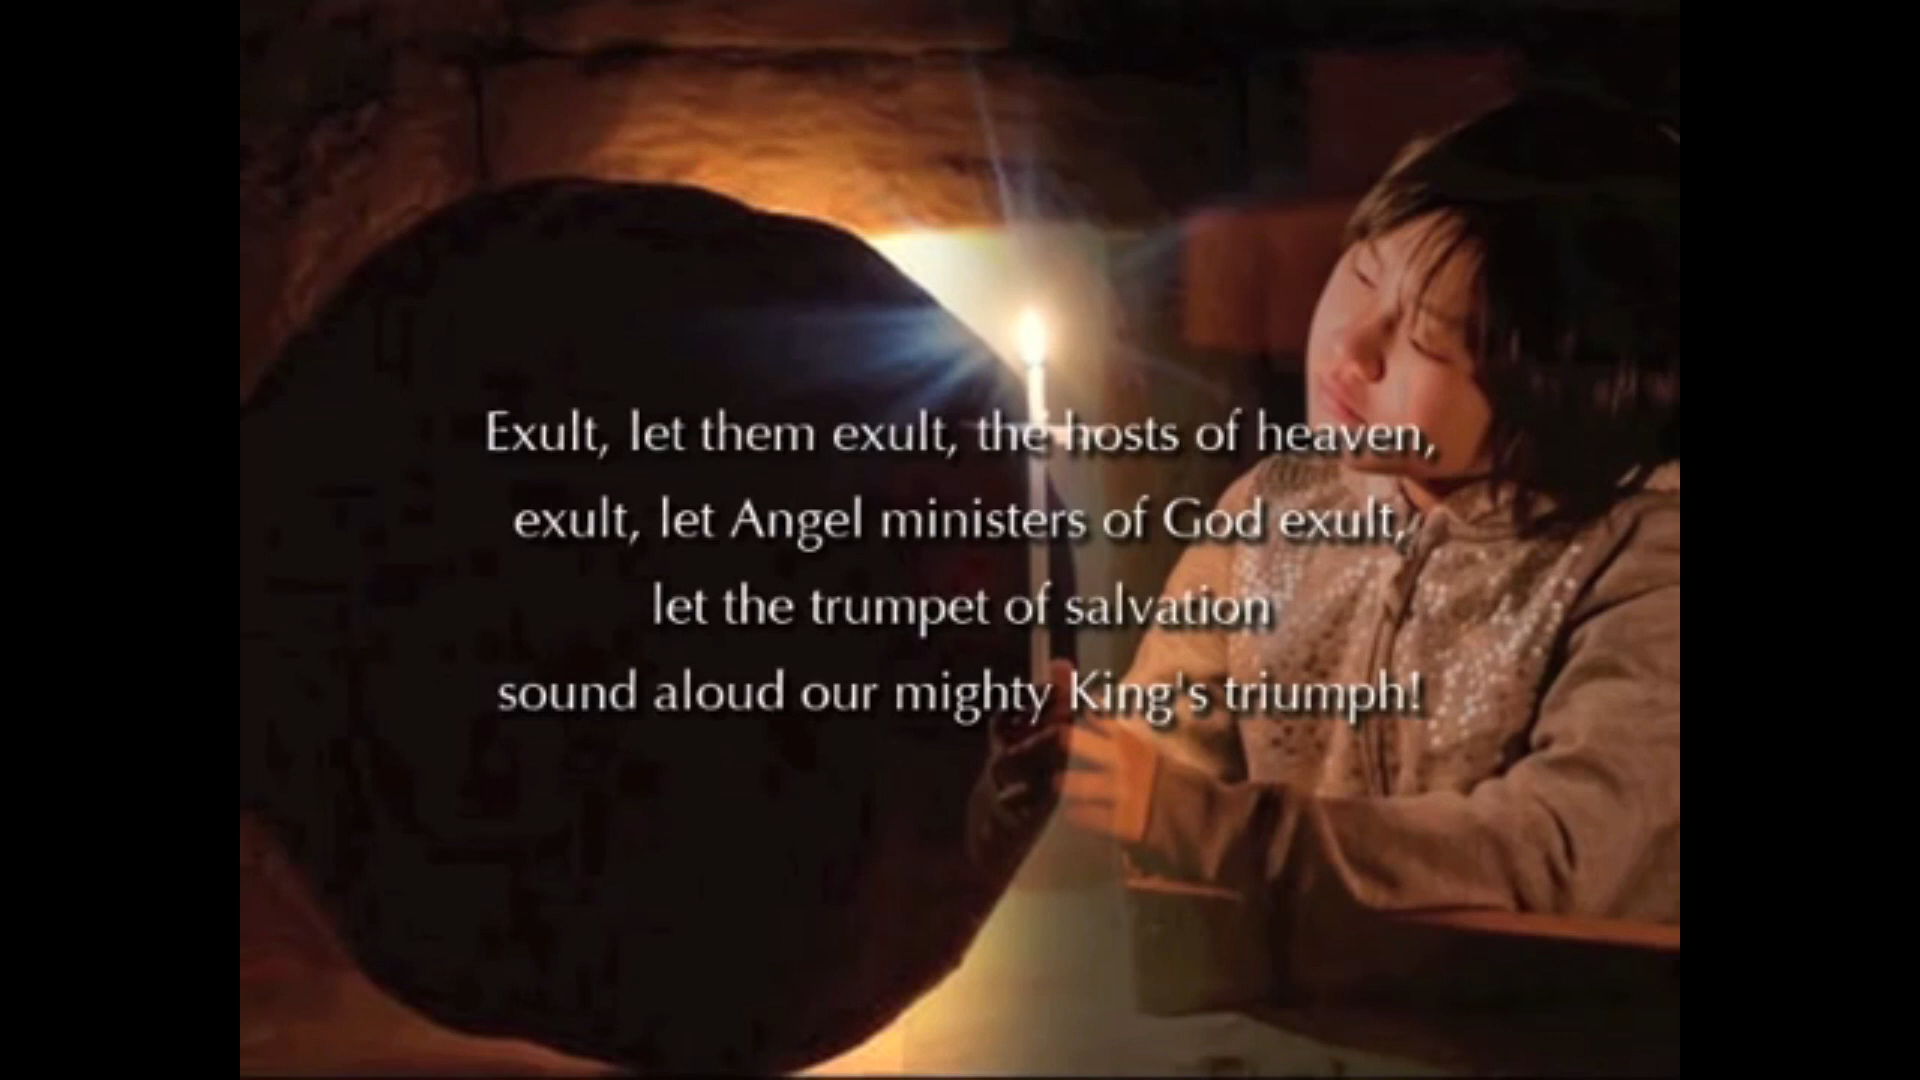 Exult, let them exult, the hosts of heaven,
exult, let Angel ministers of God exult,
let the trumpet of salvation
sound aloud our mighty King's triumph!